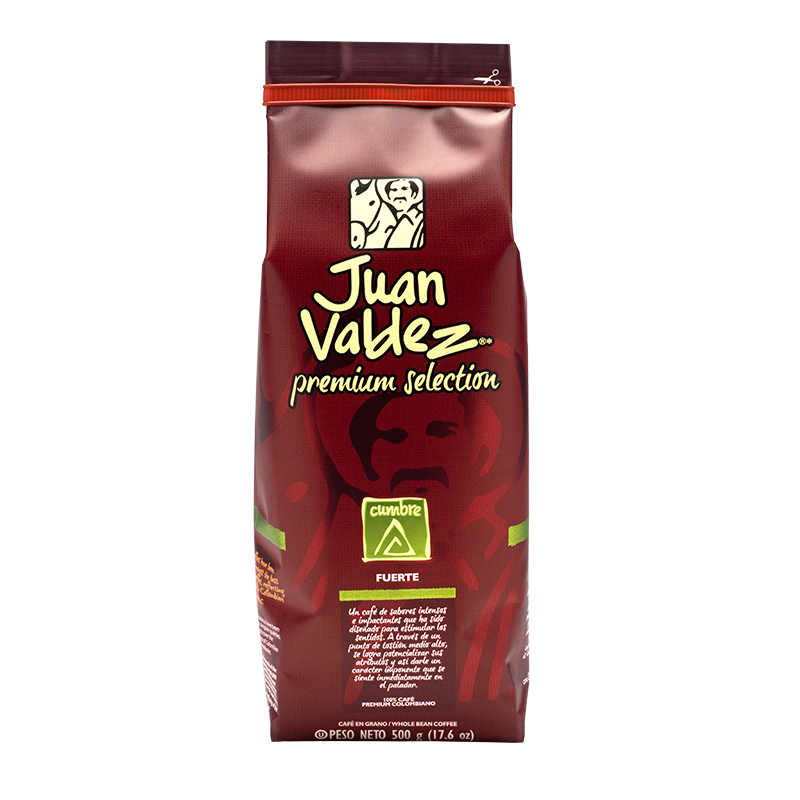 Juan
Valdez®*
premium selection
cumbre
FUERTE
Un café de sabores intensos
e impactantes que ha sido
diseñado para estimular los
sentidos. A través de un
punto de tostión medio alto,
se logra potencializar sus
atributos y así darle un
carácter imponente que se
siente inmediatamente en
el paladar.
100% CAFÉ
PREMIUM COLOMBIANO
CAFÉ EN GRANO / WHOLE BEAN COFFEE
PESO NETO 500 g (17.6 oz)